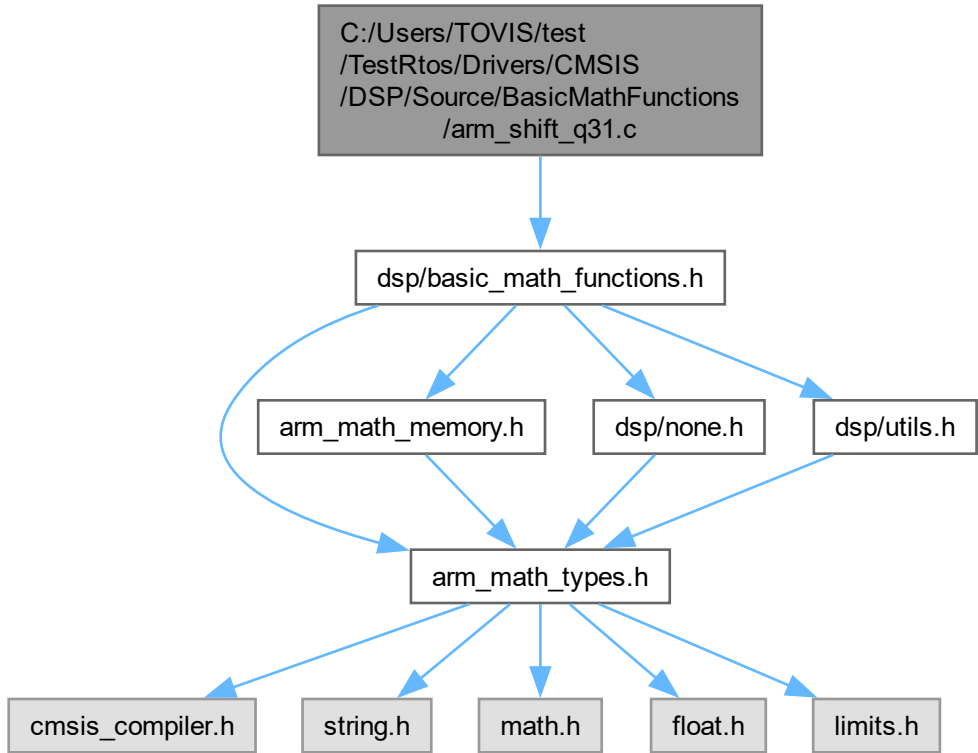 C:/Users/TOVIS/test
/TestRtos/Drivers/CMSIS
/DSP/Source/BasicMathFunctions
/arm_shift_q31.c
dsp/basic_math_functions.h
arm_math_memory.h
dsp/none.h
dsp/utils.h
arm_math_types.h
cmsis_compiler.h
string.h
math.h
float.h
limits.h